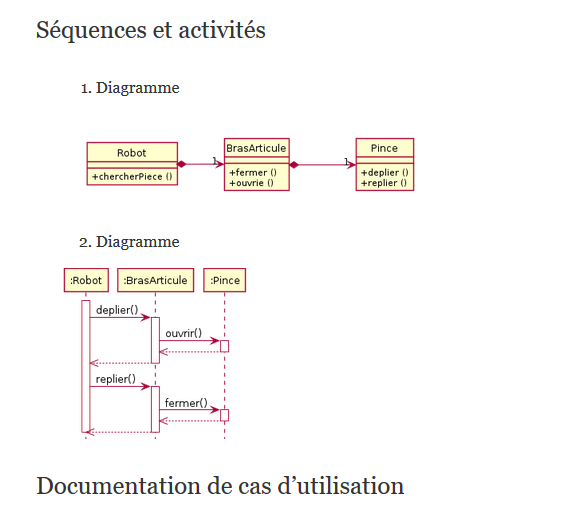 Séquences et activités
1. Diagramme
Robot
+chercherPiece ()
1
BrasArticule
+fermer ()
+ouvrie ()
1
Pince
+deplier ()
+replier ()
2. Diagramme
:Robot :BrasArticule :Pince
deplier()
ouvrir()
replier()
fermer()
Documentation de cas d’utilisation